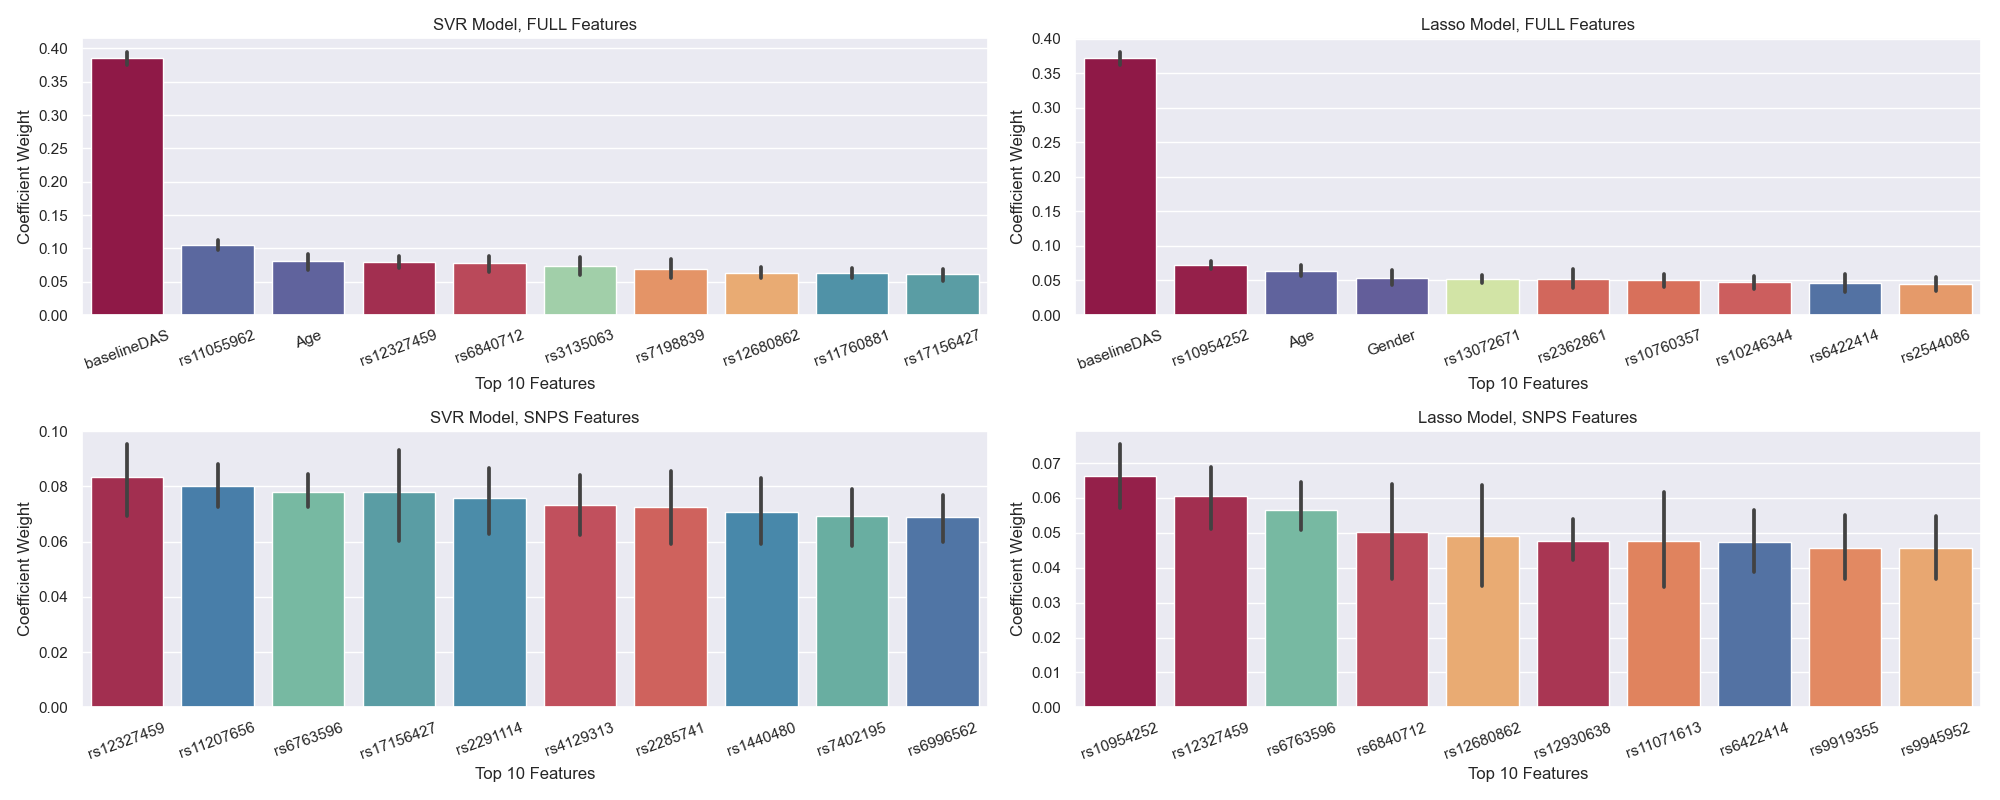 SVR Model, FULL Features
0.40
0.35
0.30
0.25
0.20
0.15
0.10
0.05
0.00
Coefficient Weight
baselineDAS
rs11055962
Age
rs12327459
rs6840712
rs3135063
rs7198839
rs12680862
rs11760881
rs17156427
Top 10 Features
Lasso Model, FULL Features
0.40
0.35
0.30
0.25
0.20
0.15
0.10
0.05
0.00
Coefficient Weight
baselineDAS
rs10954252
Age
Gender
rs13072671
rs2362861
rs10760357
rs10246344
rs6422414
rs2544086
Top 10 Features
SVR Model, SNPS Features
0.10
0.08
0.06
0.04
0.02
0.00
Coefficient Weight
rs12327459
rs11207656
rs6763596
rs17156427
rs2291114
rs4129313
rs2285741
rs1440480
rs7402195
rs6996562
Top 10 Features
Lasso Model, SNPS Features
0.07
0.06
0.05
0.04
0.03
0.02
0.01
0.00
Coefficient Weight
rs10954252
rs12327459
rs6763596
rs6840712
rs12680862
rs12930638
rs11071613
rs6422414
rs9919355
rs9945952
Top 10 Features